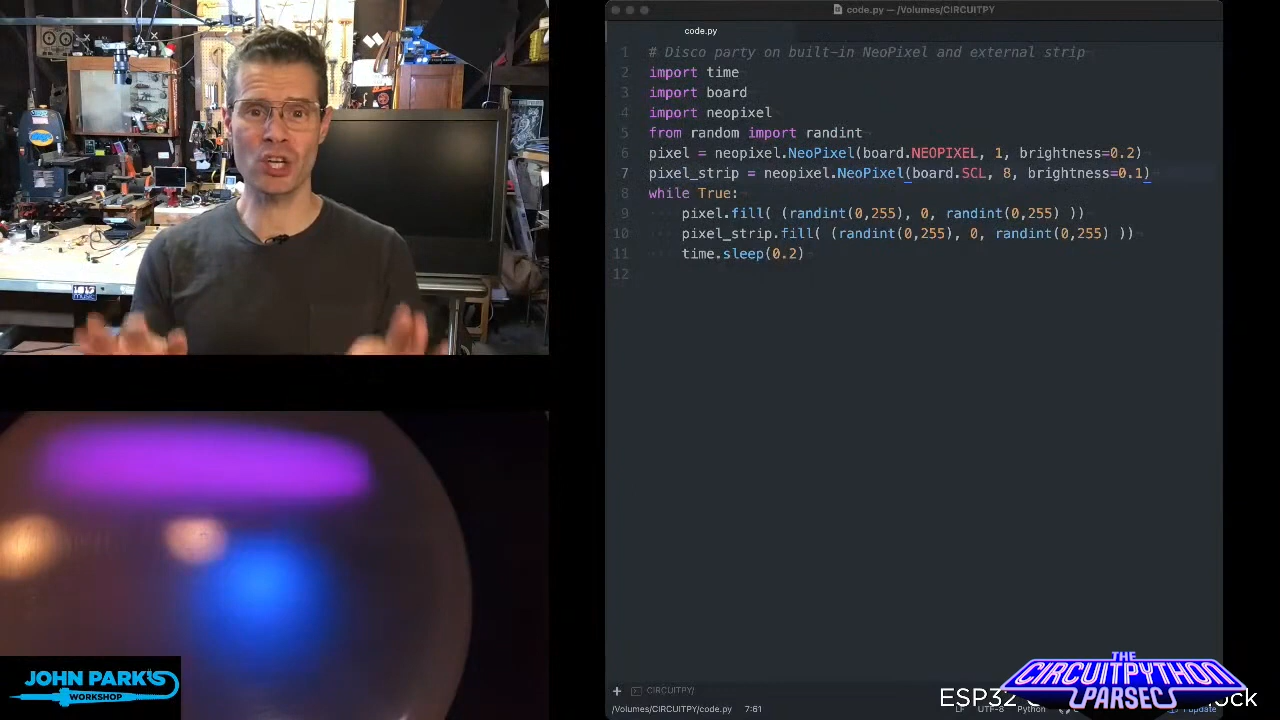 code.py — /Volumes/CIRCUITPY
code.py
1 # Disco party on built-in NeoPixel and external strip
2 import time
3 import board
4 import neopixel
5 from random import randint
6 pixel = neopixel.NeoPixel(board.NEOPIXEL, 1, brightness=0.2)
7 pixel_strip = neopixel.NeoPixel(board.SCL, 8, brightness=0.1)
8 while True:
9 pixel.fill( (randint(0,255), 0, randint(0,255) ))
10 pixel_strip.fill( (randint(0,255), 0, randint(0,255) ))
11 time.sleep(0.2)
12
JOHN PARK'S
WORKSHOP
THE
CIRCUITPYTHON
PARSEC
CIRCUITPY/
/Volumes/CIRCUITPY/code.py 7:61 UTF-8 Python